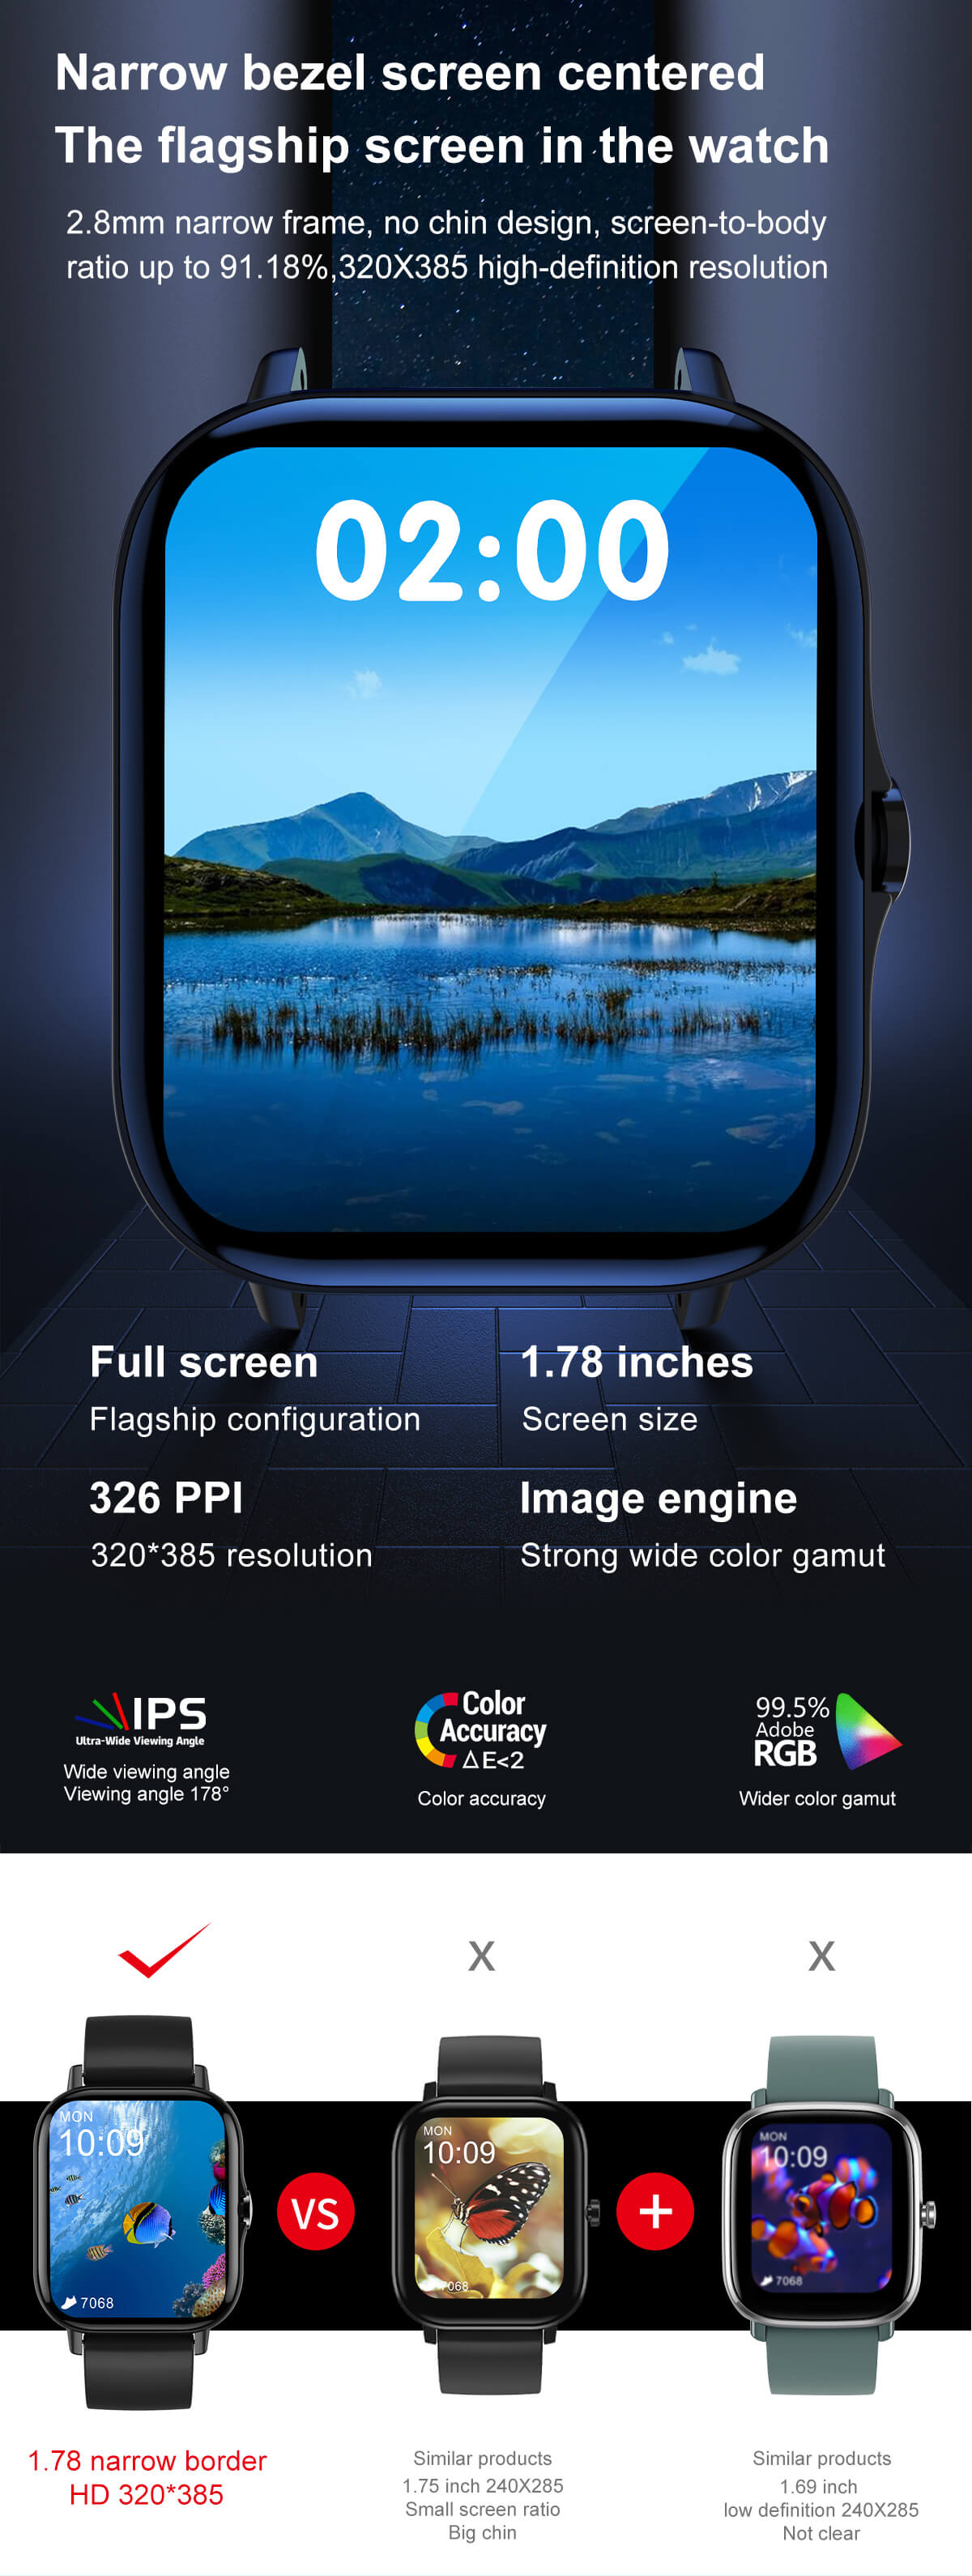 Narrow bezel screen centered
The flagship screen in the watch
2.8mm narrow frame, no chin design, screen-to-body
ratio up to 91.18%,320X385 high-definition resolution
02:00
Full screen
Flagship configuration
1.78 inches
Screen size
326 PPI
320*385 resolution
Image engine
Strong wide color gamut
IPS
Ultra-Wide Viewing Angle
Wide viewing angle
Viewing angle 178°
Color
Accuracy
ΔE<2
Color accuracy
99.5%
Adobe
RGB
Wider color gamut
X
X
MON
10:09
7068
VS
MON
10:09
7068
+
MON
10:09
7068
1.78 narrow border
HD 320*385
Similar products
1.75 inch 240X285
Small screen ratio
Big chin
Similar products
1.69 inch
low definition 240X285
Not clear